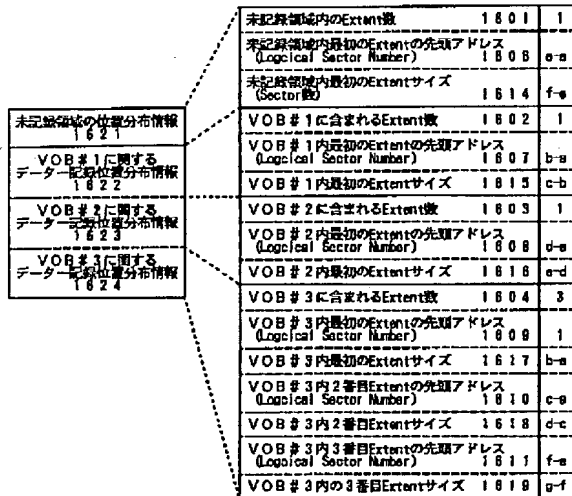 未記録領域の位置分布情報
1621
VOB#1に関する
データー記録位置分布情報
1622
VOB#2に関する
データー記録位置分布情報
1623
VOB#3に関する
データー記録位置分布情報
1624
未記録領域内のExtent数 1601 1
未記録領域内最初のExtentの先頭アドレス
(Logcical Sector Number) 1606 e-a
未記録領域内最初のExtentサイズ
(Sector数) 1614 f-e
VOB#1に含まれるExtent数 1602 1
VOB#1内最初のExtentの先頭アドレス
(Logcical Sector Number) 1607 b-a
VOB#1内最初のExtentサイズ 1615 c-b
VOB#2に含まれるExtent数 1603 1
VOB#2内最初のExtentの先頭アドレス
(Logcical Sector Number) 1608 d-a
VOB#2内最初のExtentサイズ 1616 e-d
VOB#3に含まれるExtent数 1604 3
VOB#3内最初のExtentの先頭アドレス
(Logcical Sector Number) 1609 1
VOB#3内最初のExtentサイズ 1617 b-a
VOB#3内2番目Extentの先頭アドレス
(Logcical Sector Number) 1610 c-a
VOB#3内2番目Extentサイズ 1618 d-c
VOB#3内3番目Extentの先頭アドレス
(Logcical Sector Number) 1611 f-a
VOB#3内の3番目Extentサイズ 1619 g-f